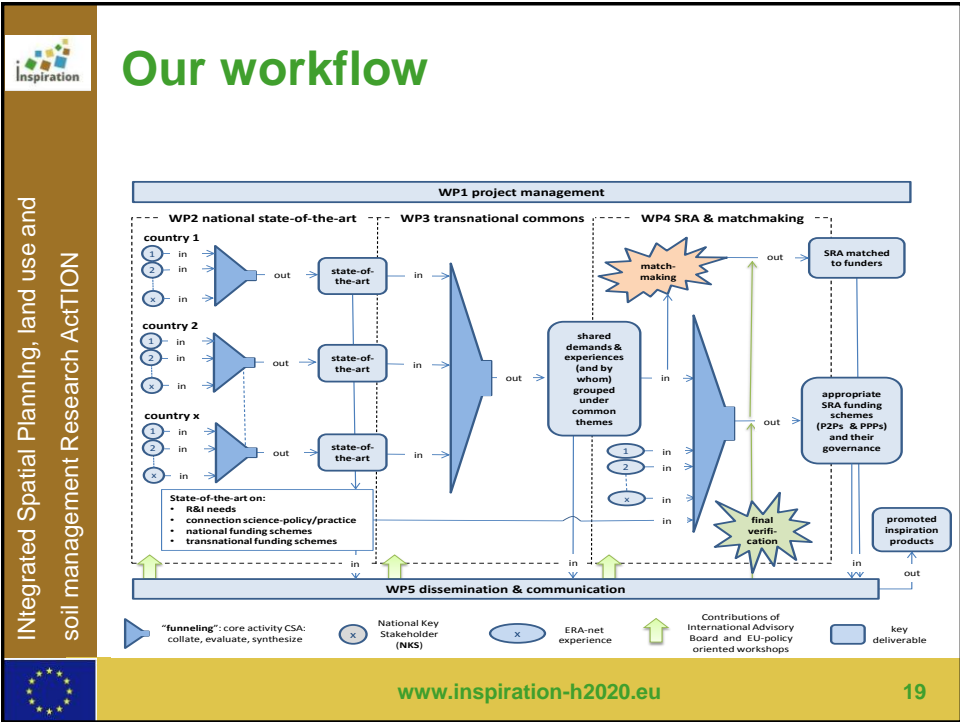 inspiration
Our workflow
INtegrated Spatial PlannIng, land use and
soil management Research ActTION
WP1 project management
WP2 national state-of-the-art
WP3 transnational commons
WP4 SRA & matchmaking
country 1
1
in
2
in
x
in
out
state-of-
the-art
in
country 2
1
in
2
in
x
in
out
state-of-
the-art
in
country x
1
in
2
in
x
in
out
state-of-
the-art
in
State-of-the-art on:
• R&I needs
• connection science-policy/practice
• national funding schemes
• transnational funding schemes
in
out
shared
demands &
experiences
(and by
whom)
grouped
under
common
themes
in
match-
making
in
in
1
in
2
in
x
in
in
out
SRA matched
to funders
out
appropriate
SRA funding
schemes
(P2Ps & PPPs)
and their
governance
final
verifi-
cation
in
promoted
inspiration
products
out
WP5 dissemination & communication
"funneling": core activity CSA:
collate, evaluate, synthesize
x
National Key
Stakeholder
(NKS)
x
ERA-net
experience
Contributions of
International Advisory
Board and EU-policy
oriented workshops
key
deliverable
www.inspiration-h2020.eu
19